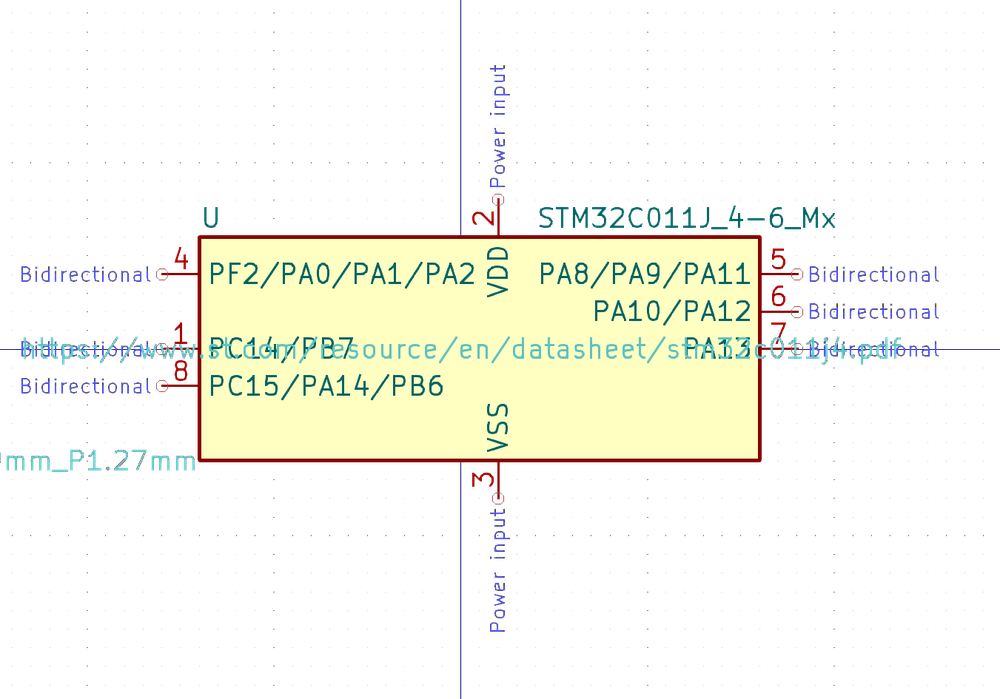 Power input
U
2
STM32C011J_4-6_Mx
Bidirectional
4
PF2/PA0/PA1/PA2
VDD
PA8/PA9/PA11
5
Bidirectional
PA10/PA12
6
Bidirectional
Bidirectional
1
PC14/PB7
PA13
7
Bidirectional
https://www.st.com/resource/en/datasheet/stm32c011j4.pdf
Bidirectional
8
PC15/PA14/PB6
VSS
mm_P1.27mm
3
Power input